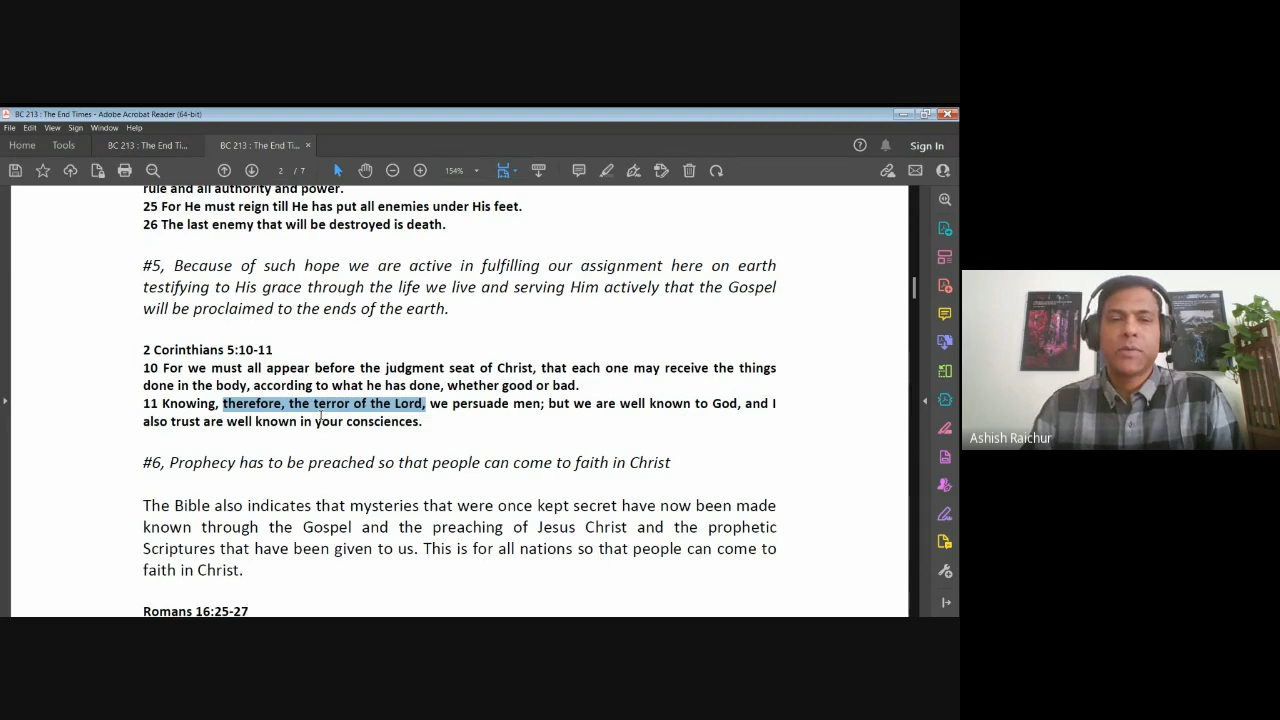 BC 213 : The End Times - Adobe Acrobat Reader (64-bit)
File Edit View Sign Window Help
Home Tools BC 213 : The End Ti... BC 213 : The End Ti... × Sign In
2 / 7 154%
rule and all authority and power.
25 For He must reign till He has put all enemies under His feet.
26 The last enemy that will be destroyed is death.
#5, Because of such hope we are active in fulfilling our assignment here on earth
testifying to His grace through the life we live and serving Him actively that the Gospel
will be proclaimed to the ends of the earth.
2 Corinthians 5:10-11
10 For we must all appear before the judgment seat of Christ, that each one may receive the things
done in the body, according to what he has done, whether good or bad.
11 Knowing, therefore, the terror of the Lord, we persuade men; but we are well known to God, and I
also trust are well known in your consciences.
#6, Prophecy has to be preached so that people can come to faith in Christ
The Bible also indicates that mysteries that were once kept secret have now been made
known through the Gospel and the preaching of Jesus Christ and the prophetic
Scriptures that have been given to us. This is for all nations so that people can come to
faith in Christ.
Romans 16:25-27
Ashish Raichur